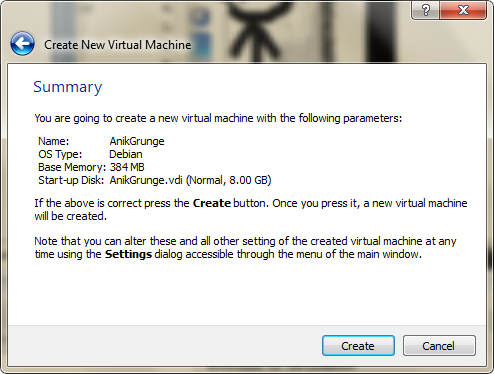 Create New Virtual Machine
Summary
You are going to create a new virtual machine with the following parameters:
Name: AnikGrunge
OS Type: Debian
Base Memory: 384 MB
Start-up Disk: AnikGrunge.vdi (Normal, 8.00 GB)
If the above is correct press the Create button. Once you press it, a new virtual machine
will be created.
Note that you can alter these and all other setting of the created virtual machine at any
time using the Settings dialog accessible through the menu of the main window.
Create Cancel